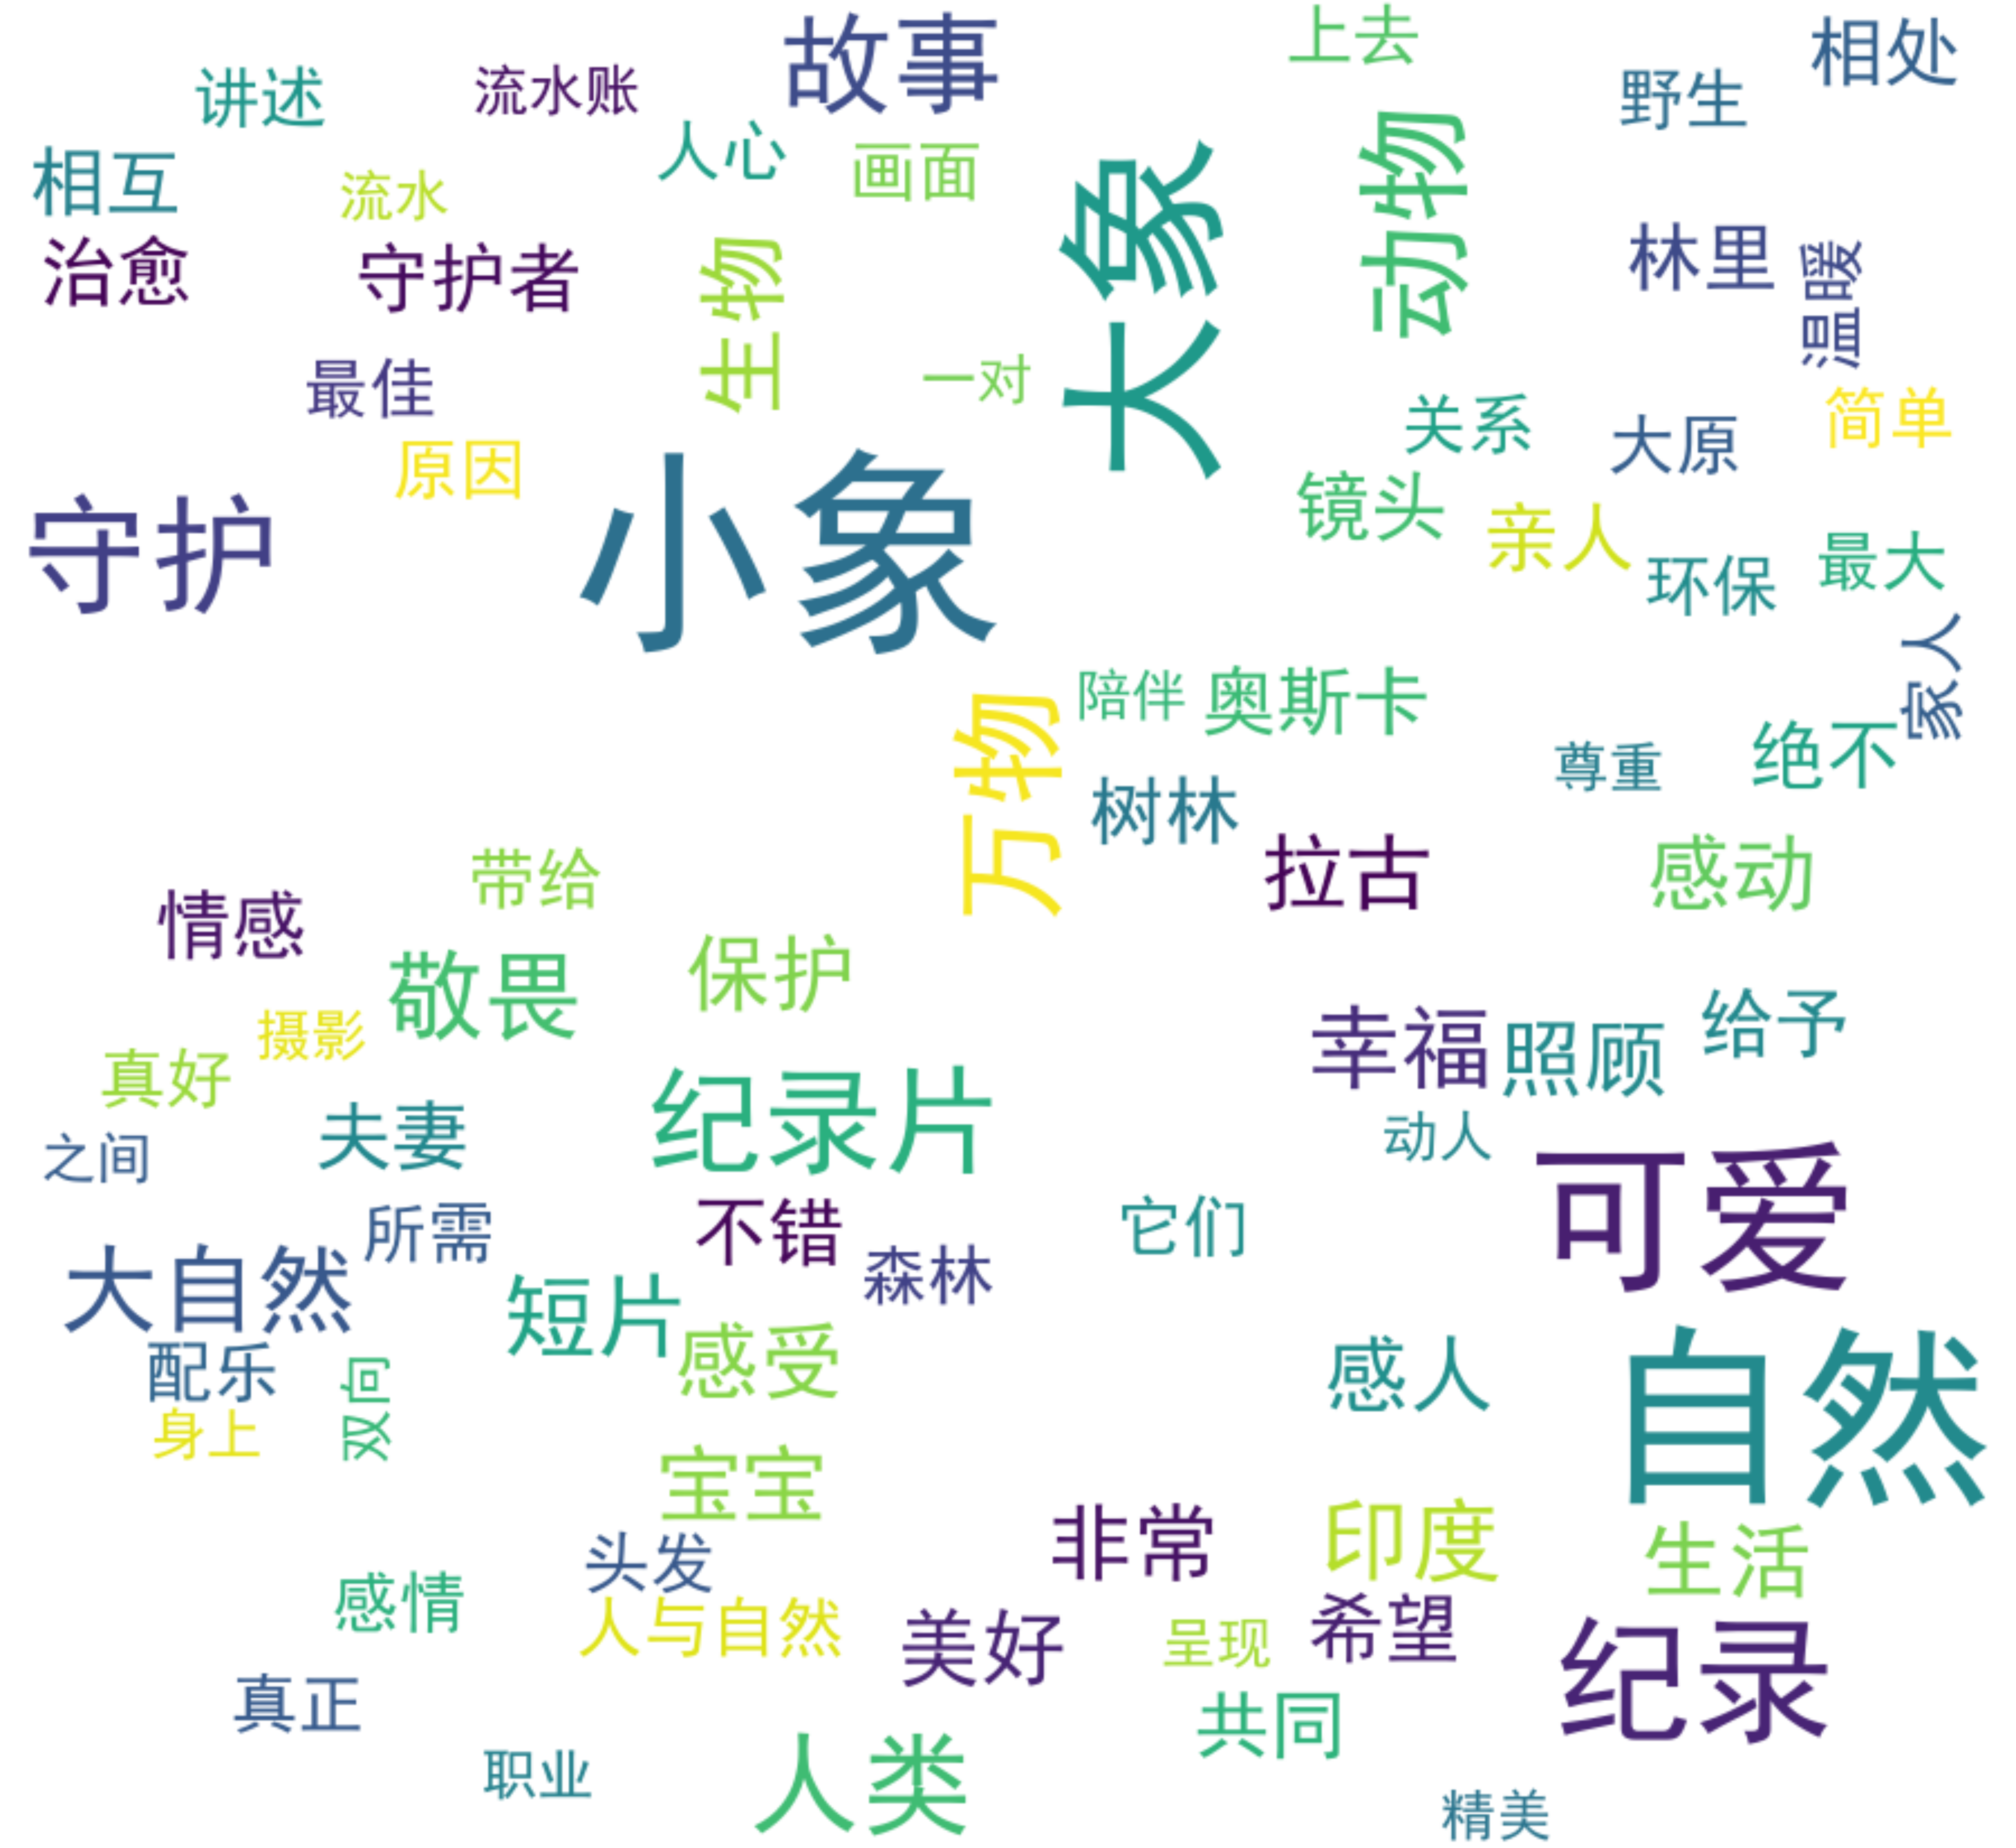 故事
上去
相处
讲述
流水账
野生
人心
画面
动物
相互
流水
大象
治愈
守护者
生物
林里
温暖
最佳
一对
关系
大原
简单
原因
小象
镜头
亲人
守护
环保
最大
家人
陪伴
奥斯卡
万物
尊重
绝不
树林
拉古
感动
带给
情感
敬畏
保护
摄影
幸福
照顾
给予
真好
夫妻
纪录片
之间
动人
可爱
所需
不错
它们
大自然
短片
森林
配乐
双向
感受
感人
自然
身上
宝宝
头发
非常
印度
生活
感情
人与自然
美好
呈现
希望
纪录
真正
共同
职业
人类
精美